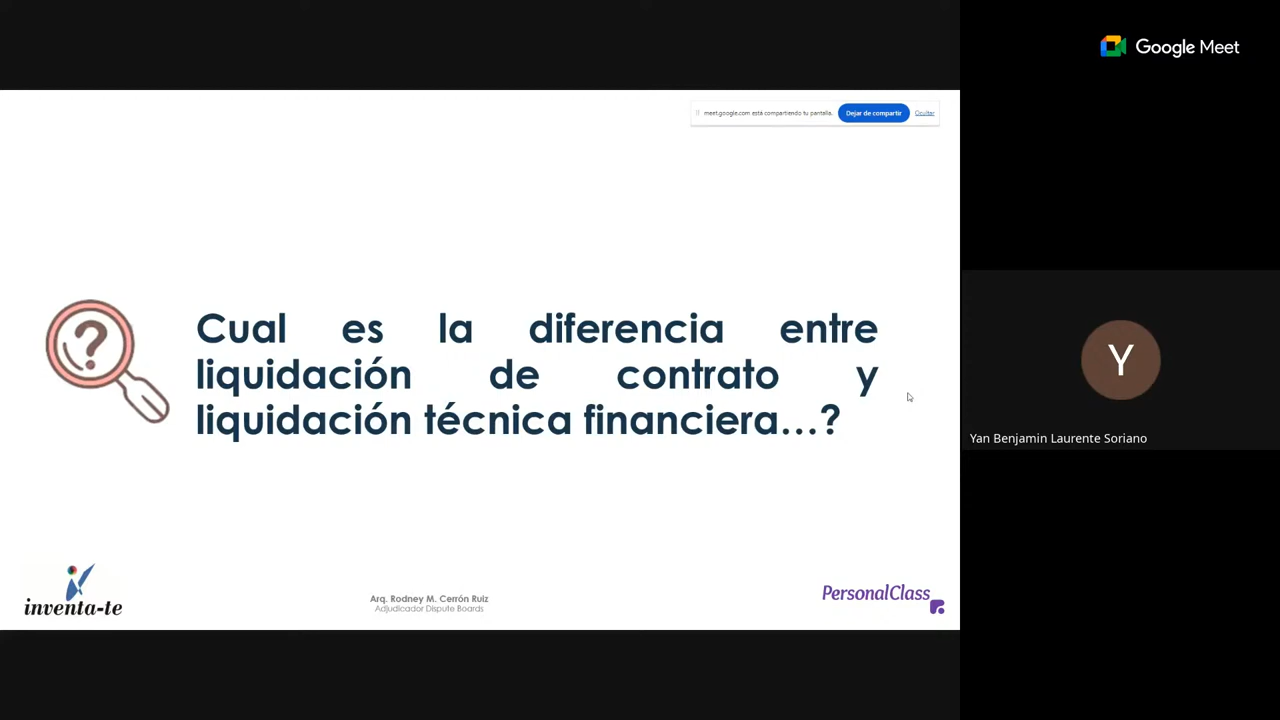 Google Meet
meet.google.com está compartiendo tu pantalla.
Dejar de compartir
Ocultar
?
Cual es la diferencia entre
liquidación de contrato y
liquidación técnica financiera...?
Y
Yan Benjamin Laurente Soriano
inventa-te
Arq. Rodney M. Cerrón Ruiz
Adjudicador Dispute Boards
PersonalClass